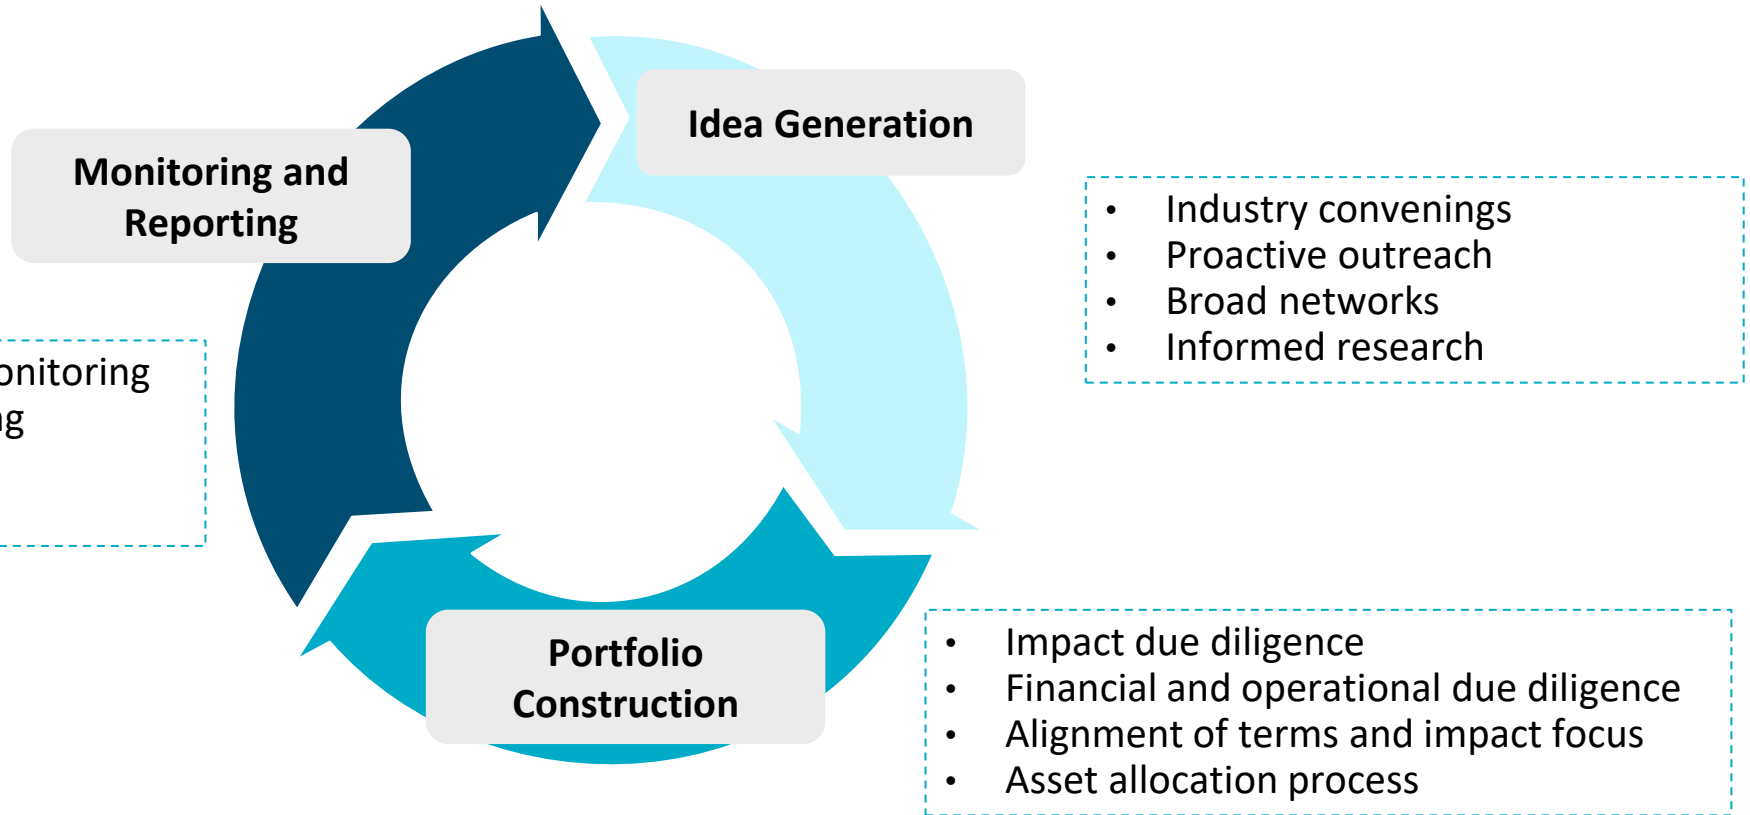 Idea Generation
Monitoring and
Reporting
• Industry convenings
• Proactive outreach
• Broad networks
• Informed research
Portfolio
Construction
• Impact due diligence
• Financial and operational due diligence
• Alignment of terms and impact focus
• Asset allocation process